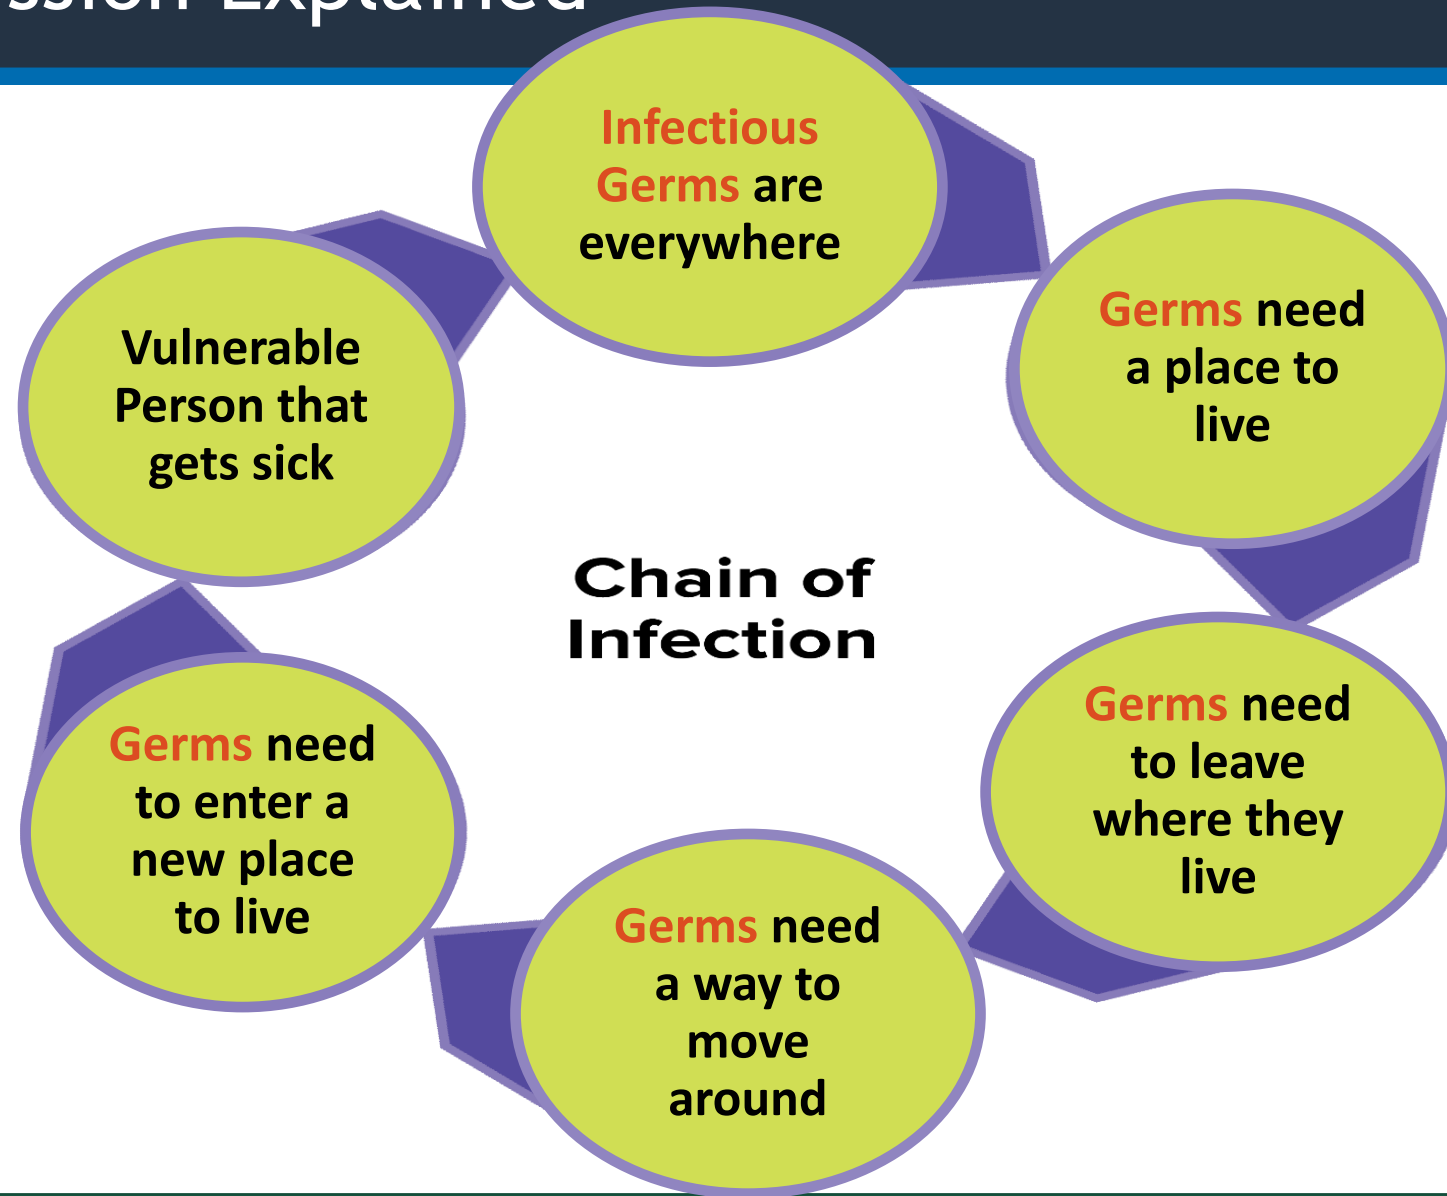 Explained
Infectious
Germs are
everywhere
Germs need
a place to
live
Germs need
to leave
where they
live
Germs need
a way to
move
around
Germs need
to enter a
new place
to live
Vulnerable
Person that
gets sick
Chain of
Infection